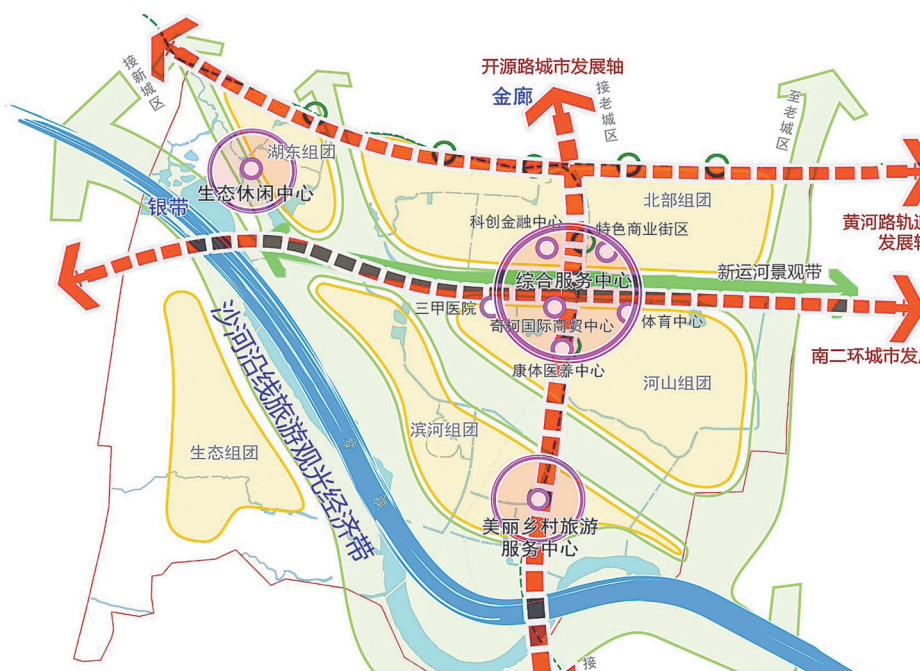 开源路城市发展轴
金廊
接老城区
至老城区
接新城区
湖东组团
生态休闲中心
银带
北部组团
科创金融中心
特色商业街区
黄河路轨道
发展轴
新运河景观带
综合服务中心
三甲医院
奇柯国际商贸中心
体育中心
南二环城市发展
康体医养中心
河山组团
沙河沿线旅游观光经济带
滨河组团
生态组团
美丽乡村旅游
服务中心
接